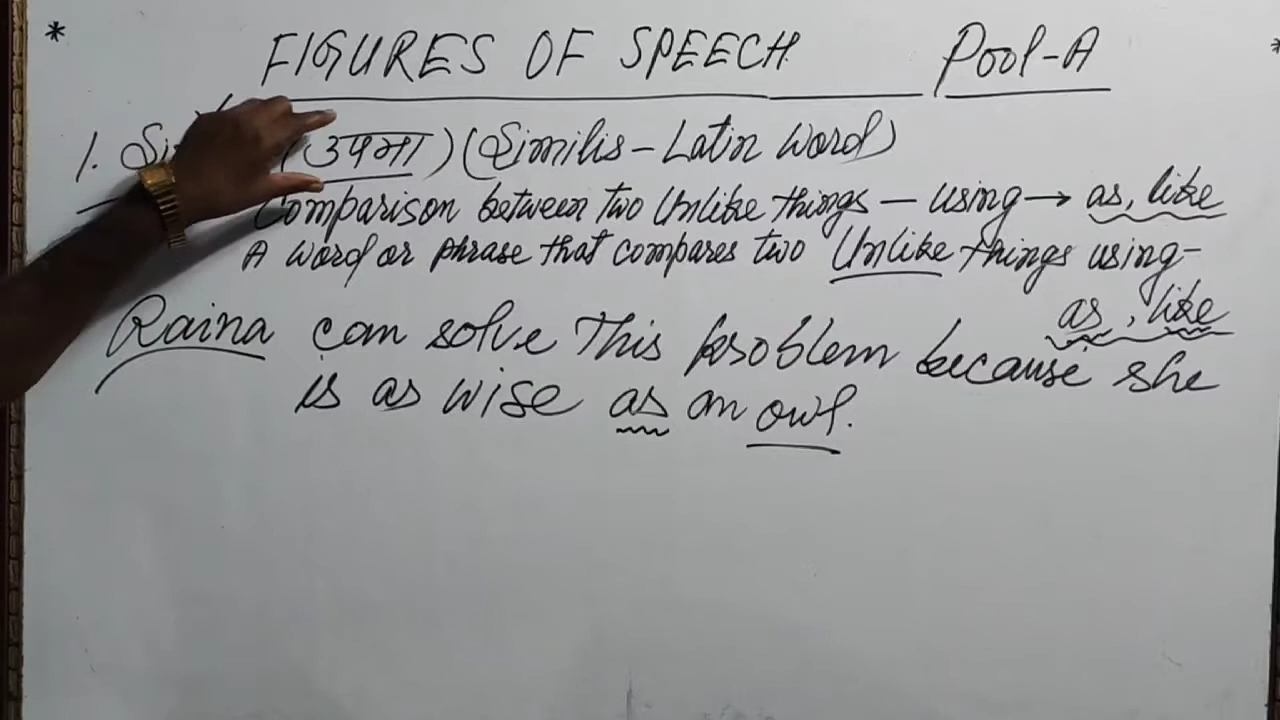 * FIGURES OF SPEECH Pool-A *
1. (उपमा) (Similis - Latin Word)
Comparison between two Unlike things - using → as, like
A word or phrase that compares two Unlike things using -
as, like
Raina can solve This problem because she
is as wise as an owl.